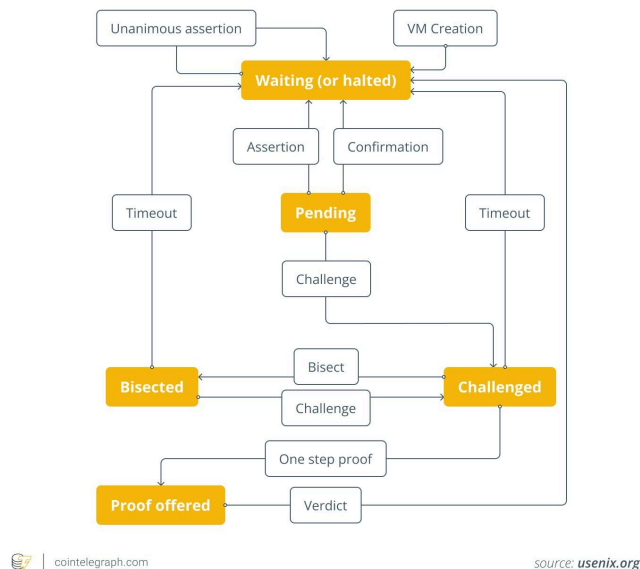 Unanimous assertion
VM Creation
Waiting (or halted)
Assertion
Confirmation
Timeout
Pending
Timeout
Challenge
Bisect
Bisected
Challenged
Challenge
One step proof
Proof offered
Verdict
cointelegraph.com
source: usenix.org